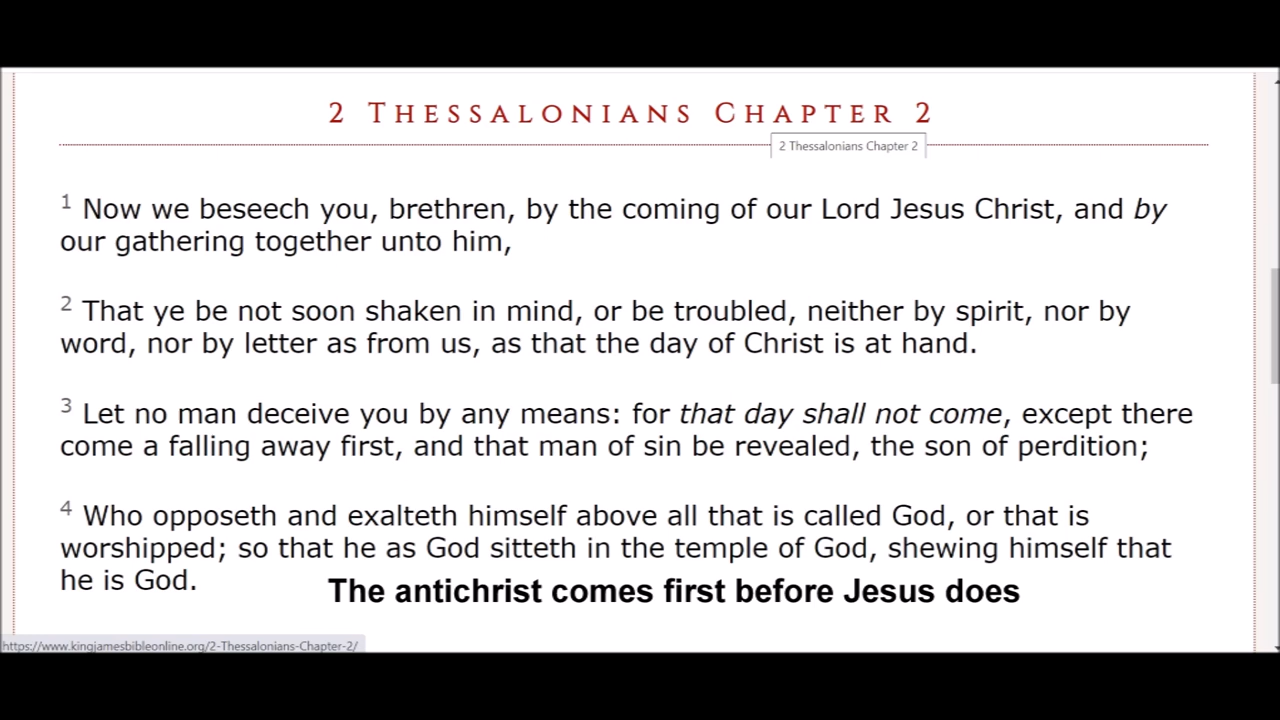 2 Thessalonians Chapter 2
2 Thessalonians Chapter 2
1 Now we beseech you, brethren, by the coming of our Lord Jesus Christ, and by
our gathering together unto him,
2 That ye be not soon shaken in mind, or be troubled, neither by spirit, nor by
word, nor by letter as from us, as that the day of Christ is at hand.
3 Let no man deceive you by any means: for that day shall not come, except there
come a falling away first, and that man of sin be revealed, the son of perdition;
4 Who opposeth and exalteth himself above all that is called God, or that is
worshipped; so that he as God sitteth in the temple of God, shewing himself that
he is God.
The antichrist comes first before Jesus does
https://www.kingjamesbibleonline.org/2-Thessalonians-Chapter-2/